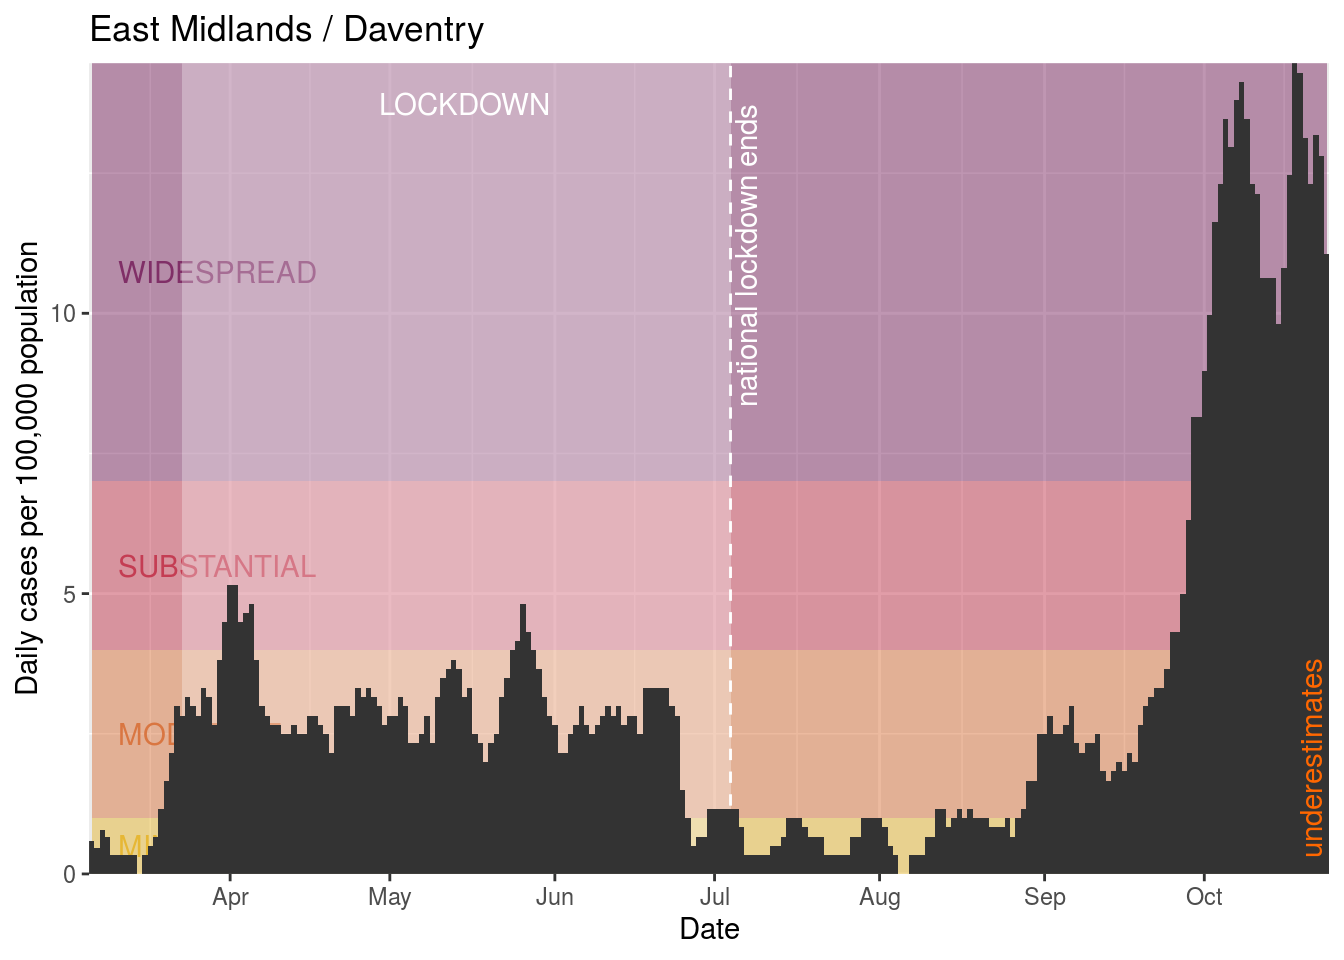 East Midlands / Daventry
LOCKDOWN
national lockdown ends
WIDESPREAD
SUBSTANTIAL
underestimates
Daily cases per 100,000 population
10
5
0
Apr
May
Jun
Jul
Aug
Sep
Oct
Date